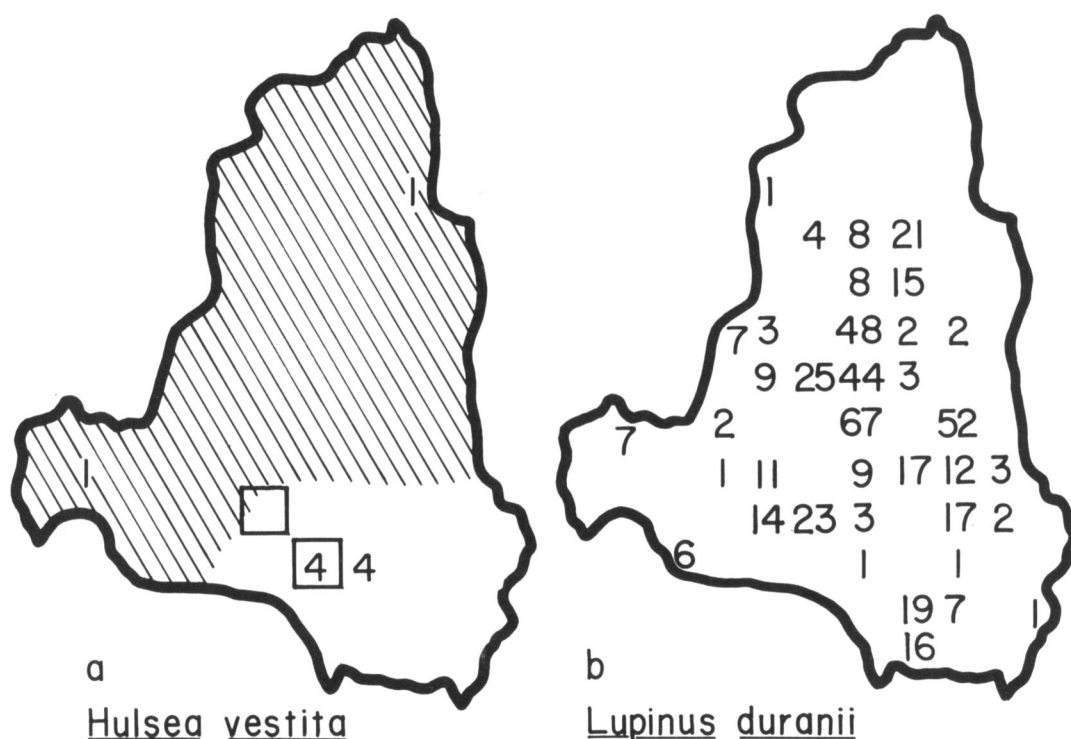 1
1
4 4
a
Hulsea vestita
1
4 8 21
8 15
7 3 48 2 2
9 25 44 3
7 2 67 52
1 11 9 17 12 3
14 23 3 17 2
6 1 1
19 7 1
16
b
Lupinus duranii